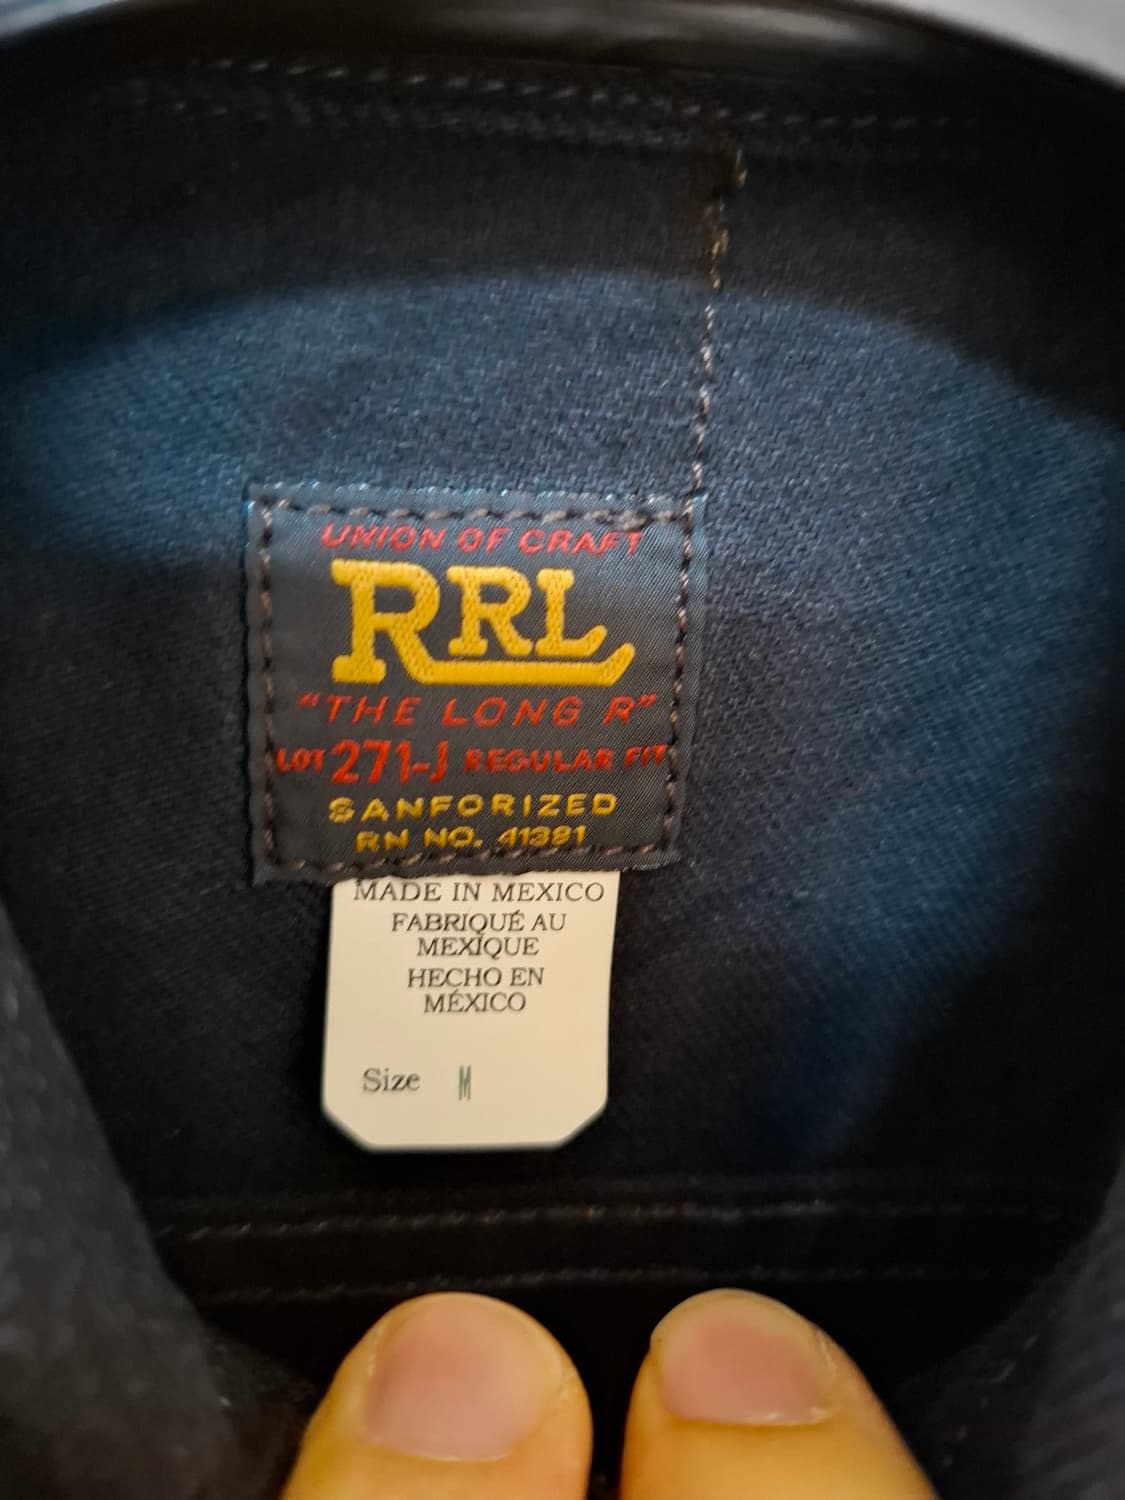 UNION OF CRAFT
RRL
"THE LONG R"
LOT 271-J REGULAR FIT
SANFORIZED
RN NO. 41381
MADE IN MEXICO
FABRIQUÉ AU
MEXIQUE
HECHO EN
MÉXICO
Size M